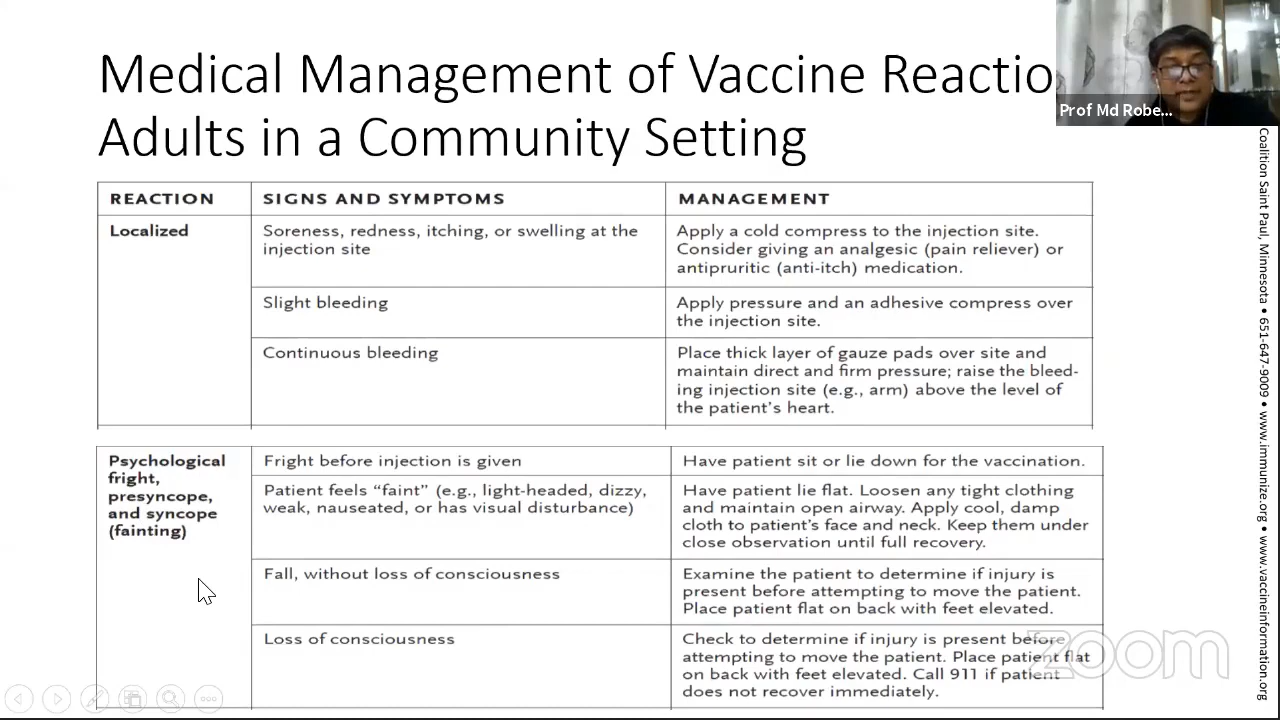 Medical Management of Vaccine Reactio
Adults in a Community Setting
Prof Md Robe...
REACTION
SIGNS AND SYMPTOMS
MANAGEMENT
Localized
Soreness, redness, itching, or swelling at the
injection site
Apply a cold compress to the injection site.
Consider giving an analgesic (pain reliever) or
antipruritic (anti-itch) medication.
Slight bleeding
Apply pressure and an adhesive compress over
the injection site.
Continuous bleeding
Place thick layer of gauze pads over site and
maintain direct and firm pressure; raise the bleed-
ing injection site (e.g., arm) above the level of
the patient's heart.
Psychological
fright,
presyncope,
and syncope
(fainting)
Fright before injection is given
Have patient sit or lie down for the vaccination.
Patient feels "faint" (e.g., light-headed, dizzy,
weak, nauseated, or has visual disturbance)
Have patient lie flat. Loosen any tight clothing
and maintain open airway. Apply cool, damp
cloth to patient's face and neck. Keep them under
close observation until full recovery.
Fall, without loss of consciousness
Examine the patient to determine if injury is
present before attempting to move the patient.
Place patient flat on back with feet elevated.
Loss of consciousness
Check to determine if injury is present before
attempting to move the patient. Place patient flat
on back with feet elevated. Call 911 if patient
does not recover immediately.
zoom
Coalition Saint Paul, Minnesota • 651-647-9009 • www.immunize.org • www.vaccineinformation.org